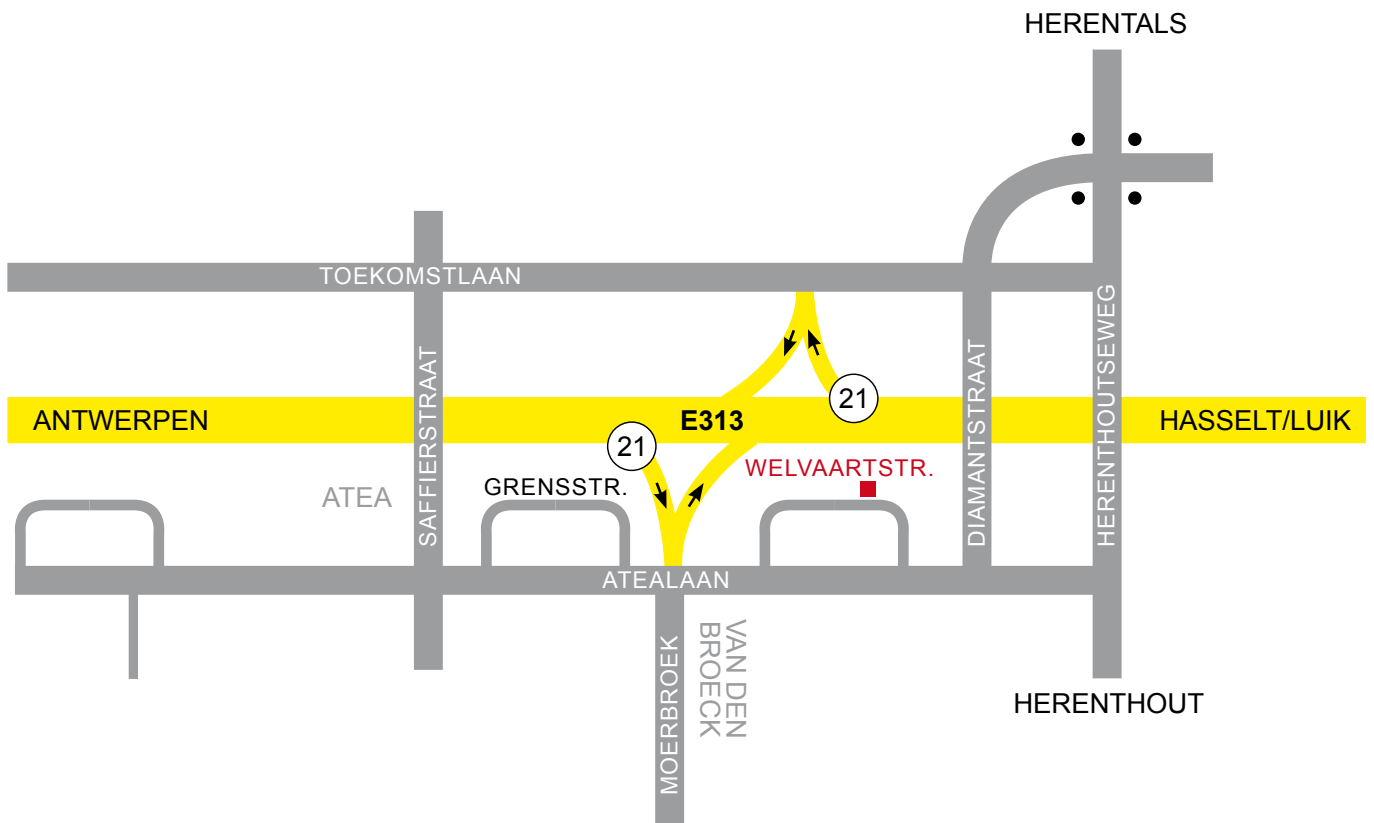 HERENTALS
TOEKOMSTLAAN
HERENTHOUTSEWEG
SAFFIERSTRAAT
DIAMANTSTRAAT
21
ANTWERPEN
E313
HASSELT/LUIK
21
WELVAARTSTR.
GRENSSTR.
ATEA
ATEALAAN
MOERBROEK
VAN DEN
BROECK
HERENTHOUT